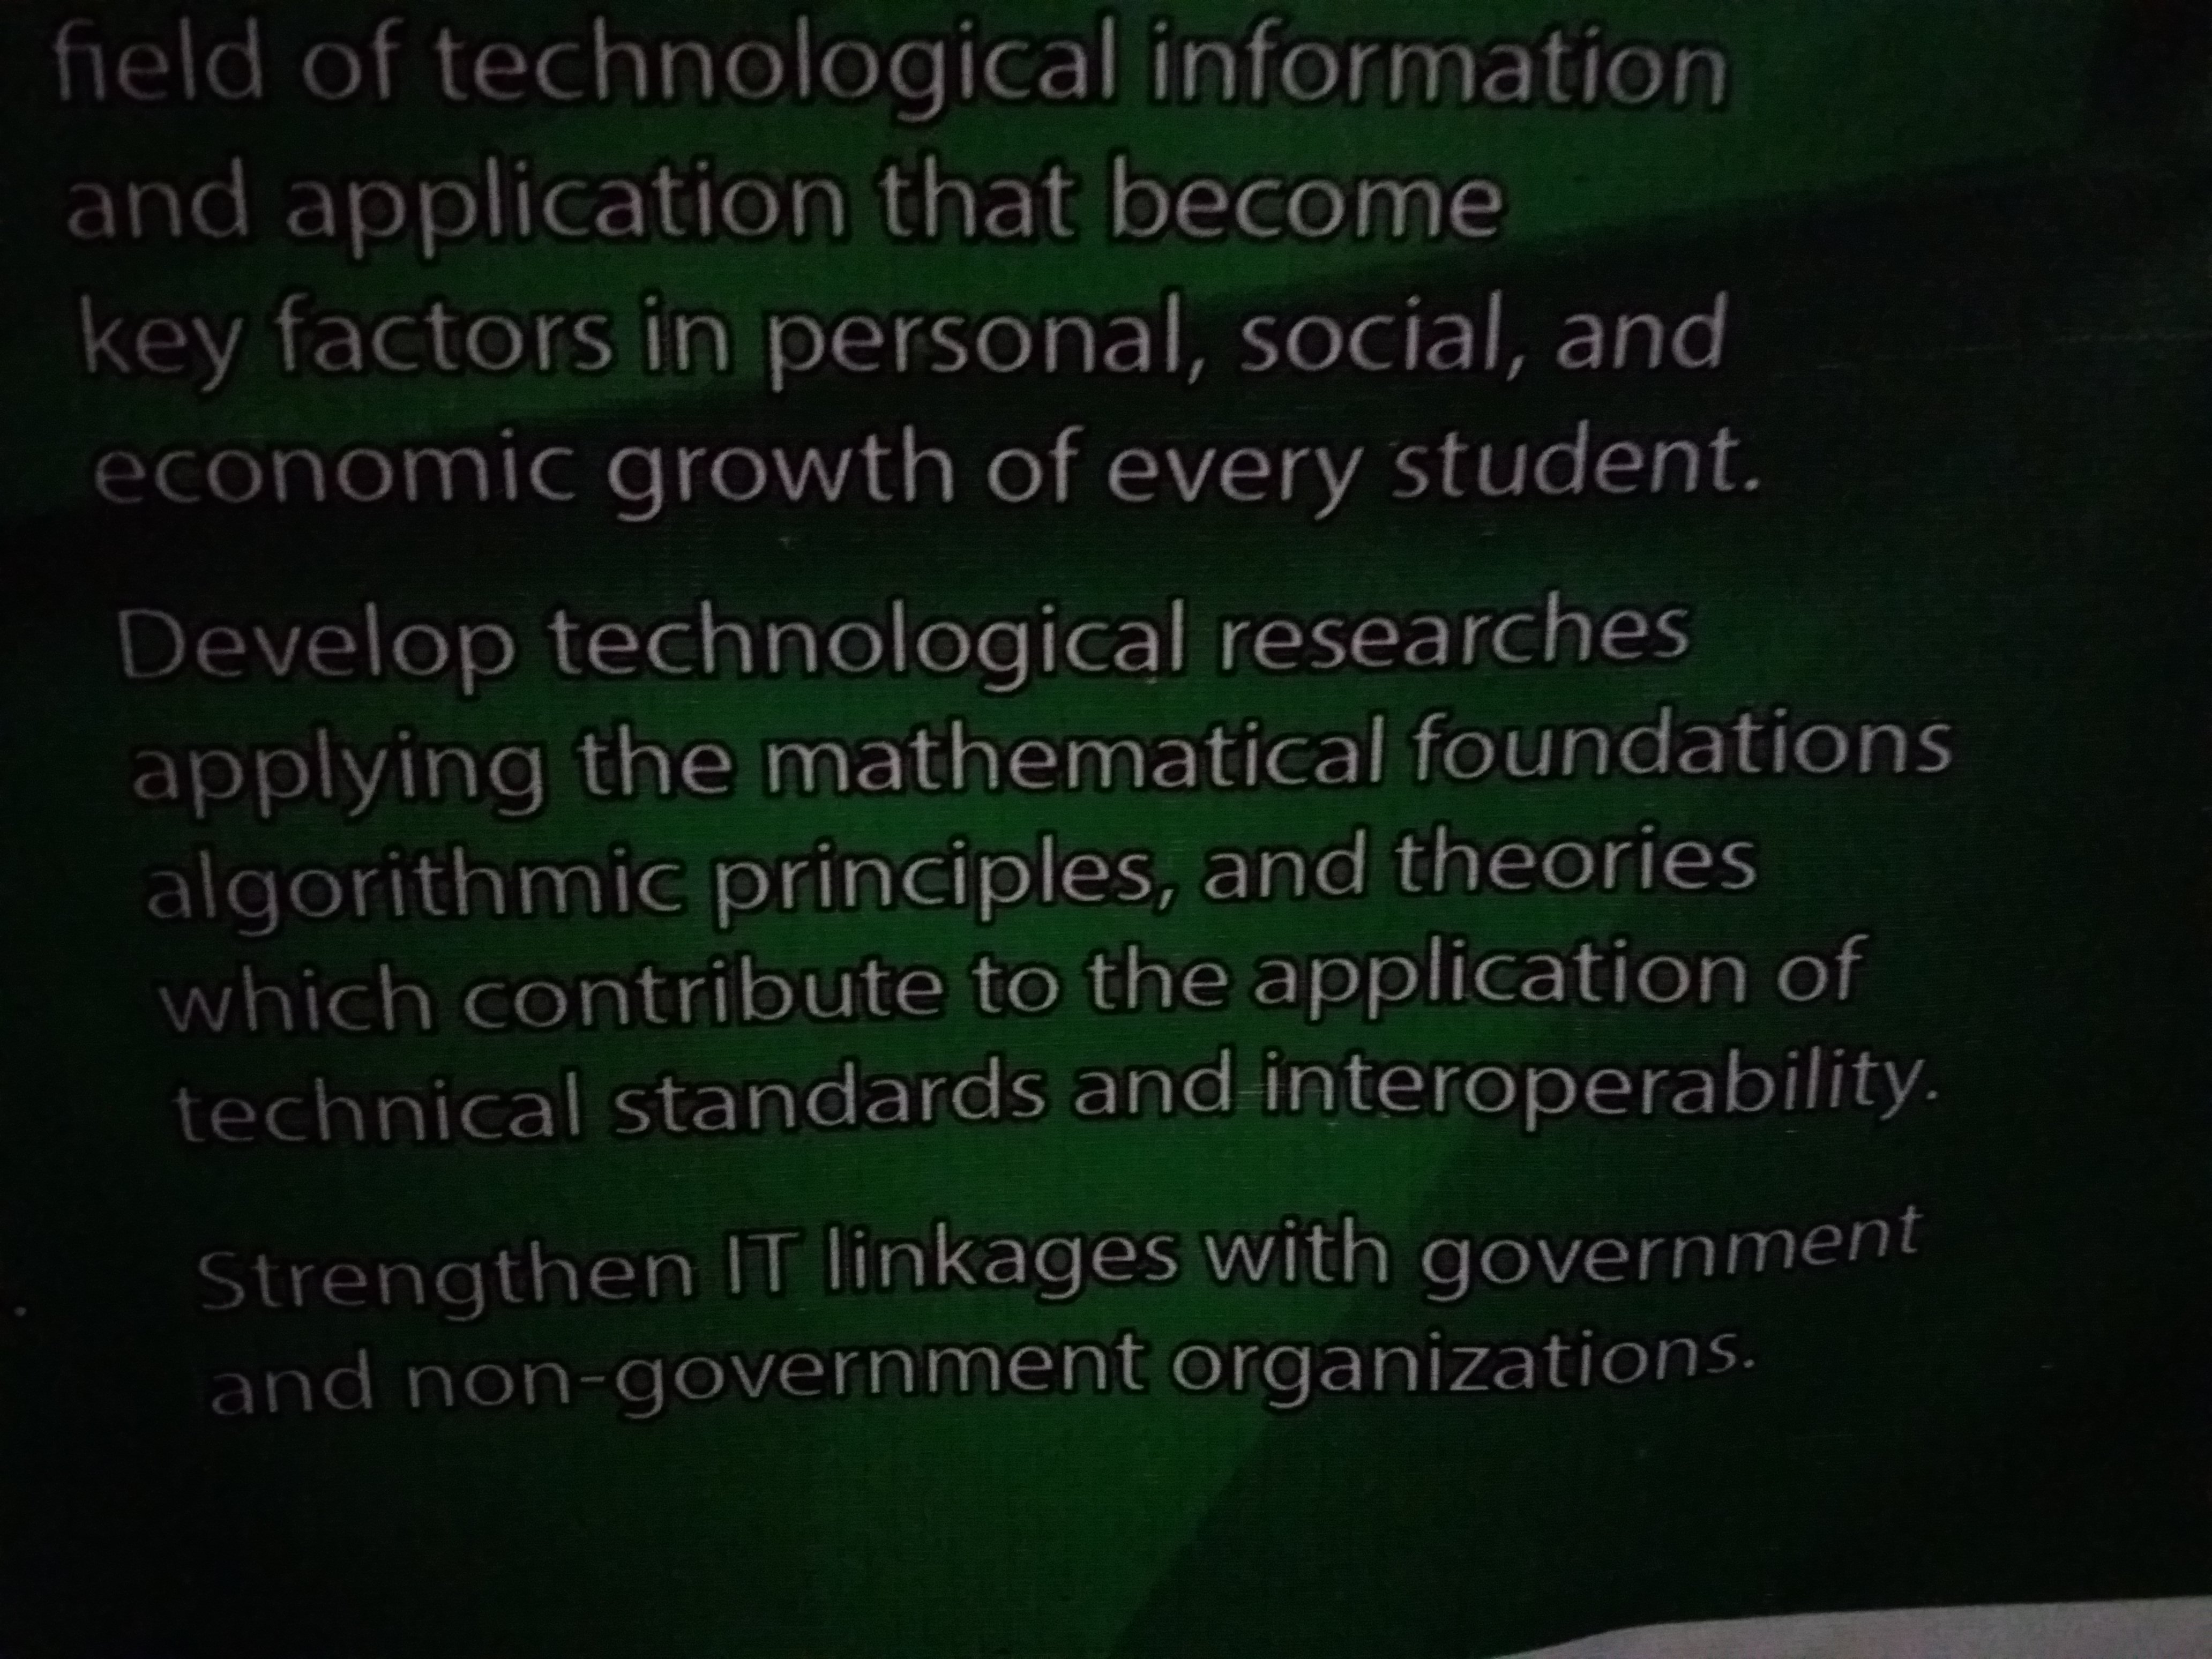 field of technological information
and application that become
key factors in personal, social, and
economic growth of every student.
Develop technological researches
applying the mathematical foundations
algorithmic principles, and theories
which contribute to the application of
technical standards and interoperability.
Strengthen IT linkages with government
and non-government organizations.